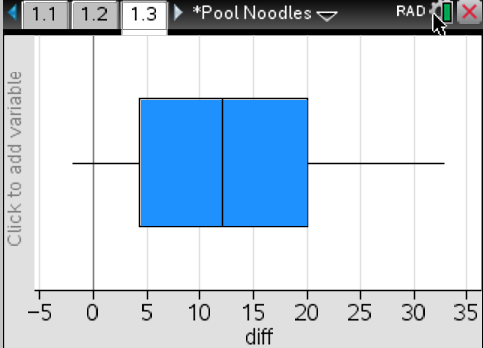 1.1 1.2 1.3 *Pool Noodles RAD
Click to add variable
−5 0 5 10 15 20 25 30 35
diff